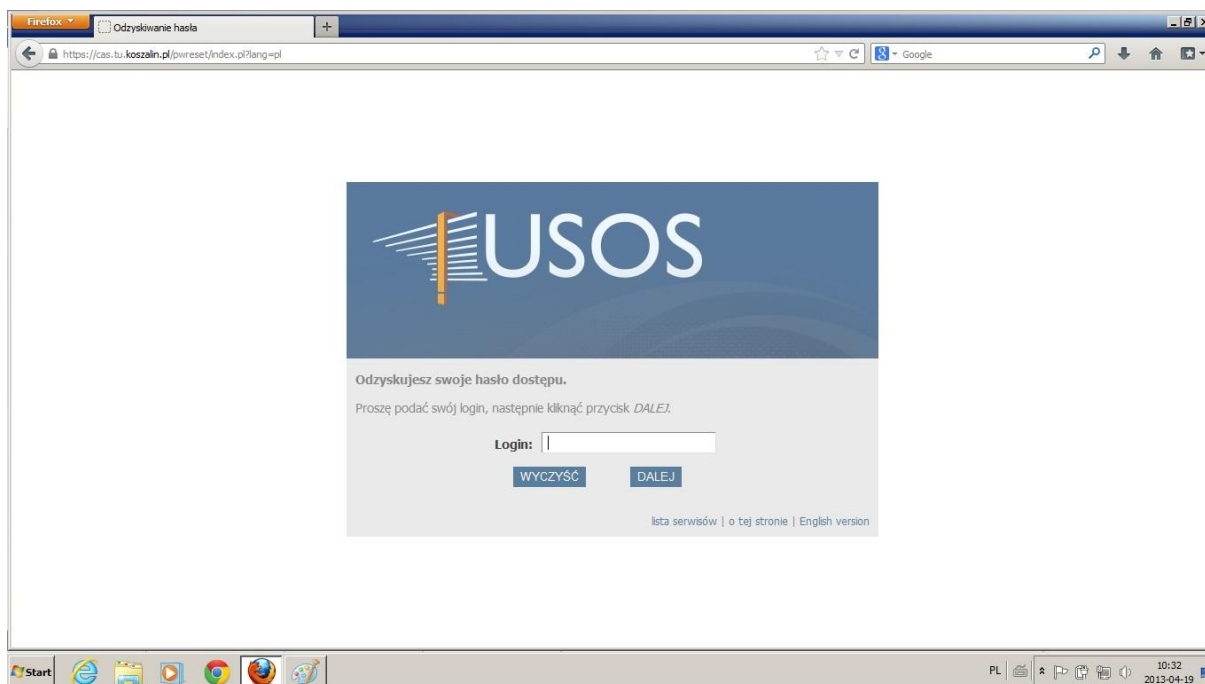 Firefox
Odzyskiwanie hasła
https://cas.tu.koszalin.pl/pwreset/index.pl?lang=pl
Google
USOS
Odzyskujesz swoje hasło dostępu.
Proszę podać swój login, następnie kliknąć przycisk DALEJ.
Login:
WYCZYŚĆ DALEJ
lista serwisów | o tej stronie | English version
Start
PL
10:32
2013-04-19